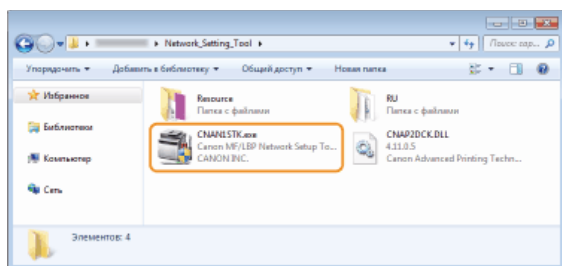 Network_Setting_Tool
Поиск: пар...
Упорядочить
Добавить в библиотеку
Общий доступ
Новая папка
Избранное
Библиотеки
Компьютер
Сеть
Resource
Папка с файлами
RU
Папка с файлами
CNAN1STK.exe
Canon MF/LBP Network Setup To...
CANON INC.
CNAP2DCK.DLL
4.11.0.5
Canon Advanced Printing Techn...
Элементов: 4